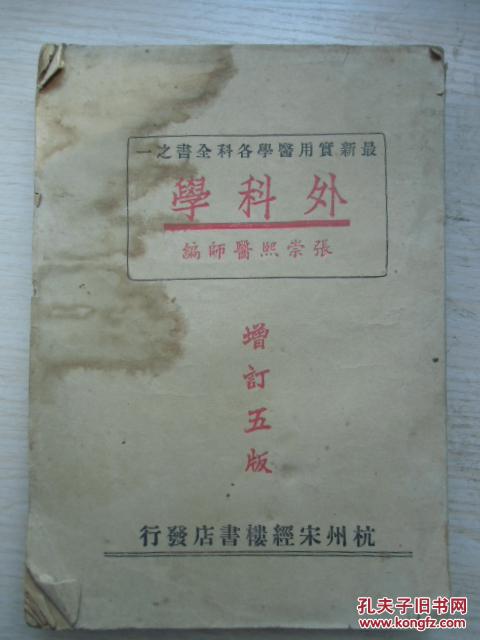 最新實用醫學各科全書之一
外科學
張崇熙醫師編
增訂五版
杭州宋經樓書店發行
孔夫子旧书网
www.kongfz.com